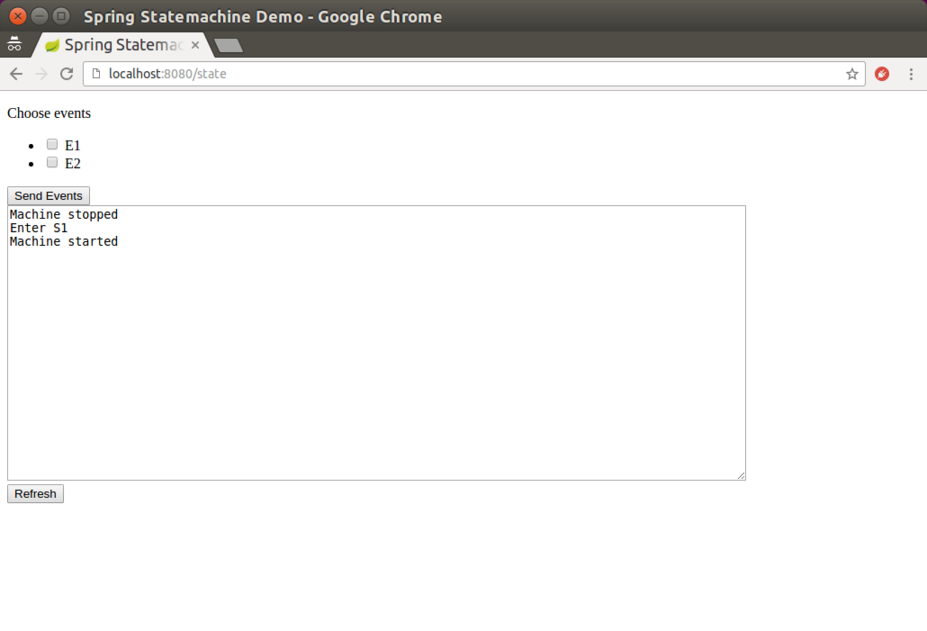 Spring Statemachine Demo - Google Chrome
Spring Statemac
localhost:8080/state
Choose events
E1
E2
Send Events
Machine stopped
Enter S1
Machine started
Refresh